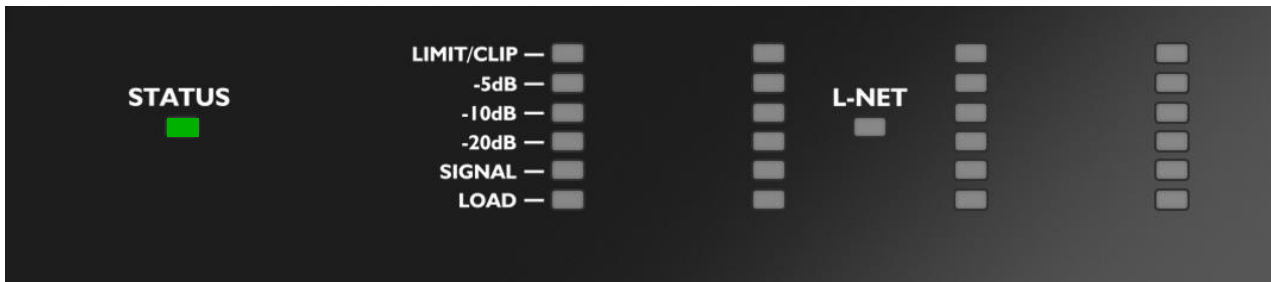 STATUS
LIMIT/CLIP
-5dB
-10dB
-20dB
SIGNAL
LOAD
L-NET